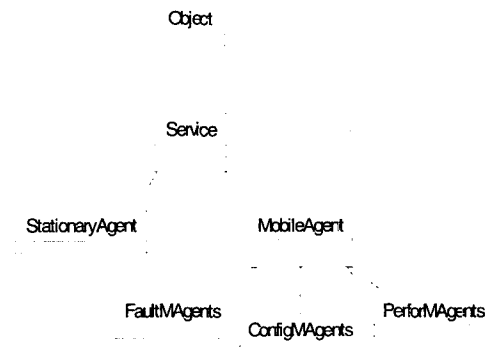 Object
Service
StationaryAgent
MobileAgent
FaultMAgents
ConfigMAgents
PerforMAgents